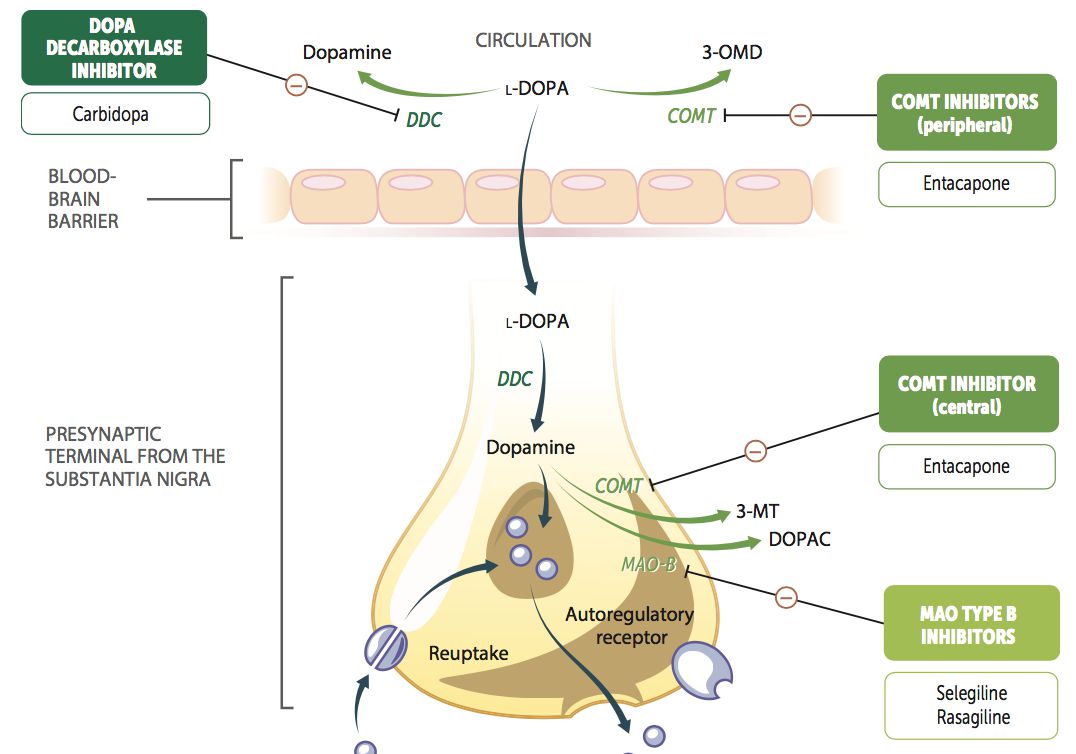 DOPA
DECARBOXYLASE
INHIBITOR
Carbidopa
CIRCULATION
Dopamine
3-OMD
L-DOPA
DDC
COMT
COMT INHIBITORS
(peripheral)
Entacapone
BLOOD-
BRAIN
BARRIER
L-DOPA
DDC
Dopamine
COMT INHIBITOR
(central)
Entacapone
PRESYNAPTIC
TERMINAL FROM THE
SUBSTANTIA NIGRA
COMT
3-MT
DOPAC
MAO-B
MAO TYPE B
INHIBITORS
Selegiline
Rasagiline
Autoregulatory
receptor
Reuptake